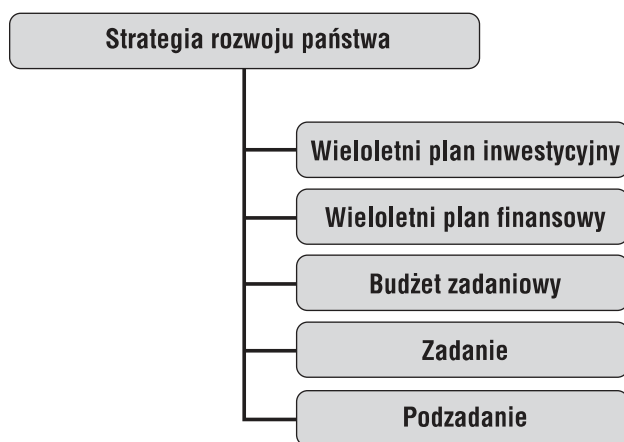 Strategia rozwoju państwa
Wieloletni plan inwestycyjny
Wieloletni plan finansowy
Budżet zadaniowy
Zadanie
Podzadanie